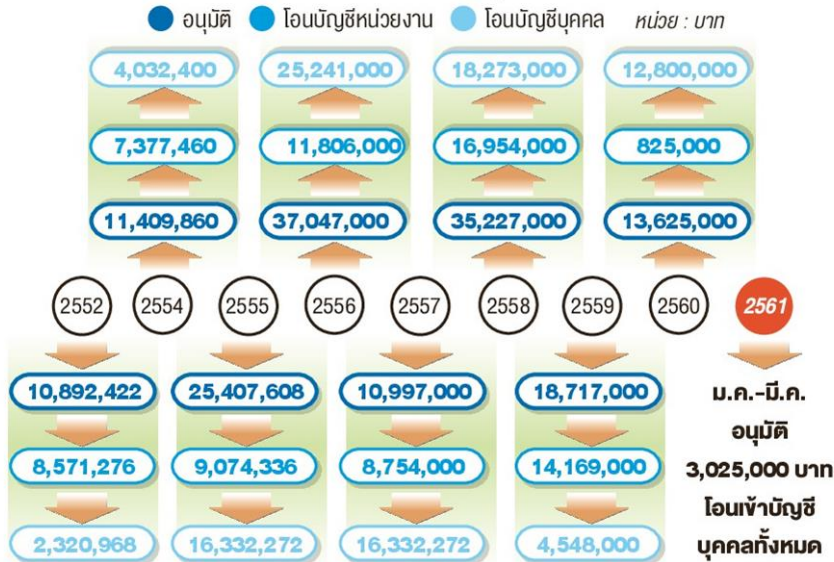 อนุมัติ โอนบัญชีหน่วยงาน โอนบัญชีบุคคล หน่วย : บาท
4,032,400 25,241,000 18,273,000 12,800,000
7,377,460 11,806,000 16,954,000 825,000
11,409,860 37,047,000 35,227,000 13,625,000
2552 2554 2555 2556 2557 2558 2559 2560 2561
10,892,422 25,407,608 10,997,000 18,717,000 ม.ค.-มี.ค.
อนุมัติ
8,571,276 9,074,336 8,754,000 14,169,000 3,025,000 บาท
โอนเข้าบัญชี
2,320,968 16,332,272 16,332,272 4,548,000 บุคคลทั้งหมด